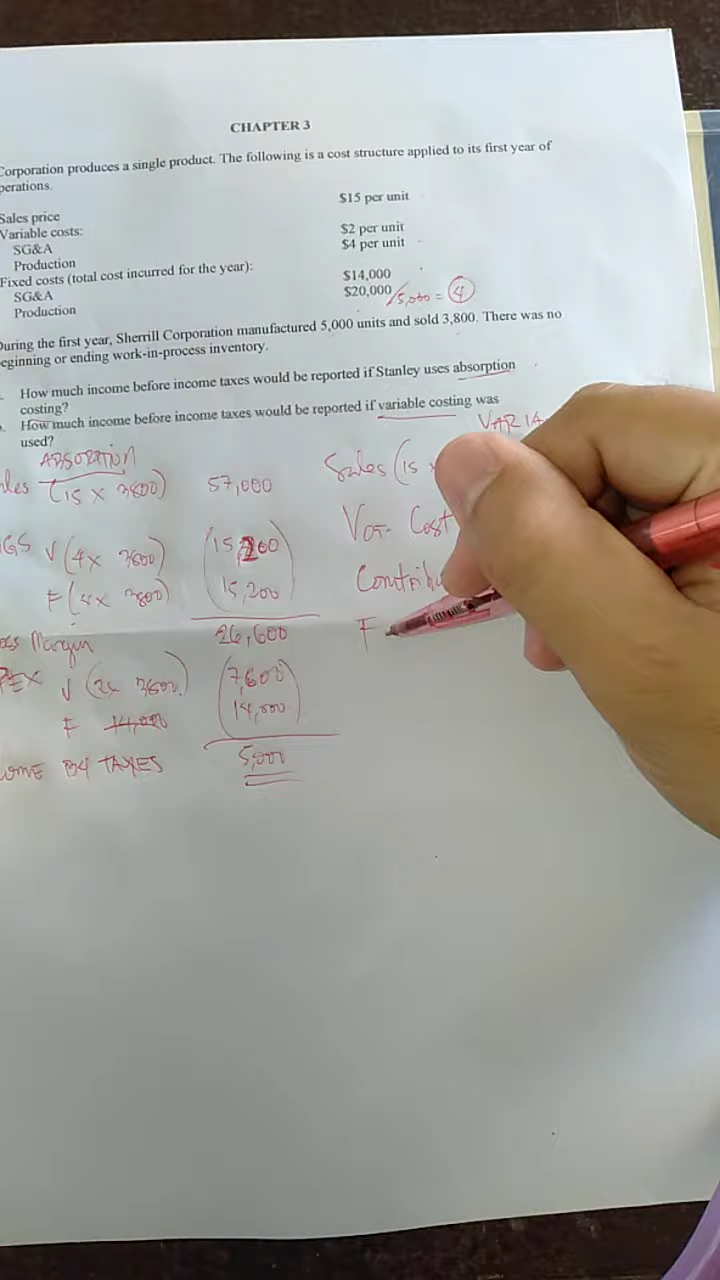 CHAPTER 3
Corporation produces a single product. The following is a cost structure applied to its first year of
perations.
Sales price $15 per unit
Variable costs:
SG&A $2 per unit
Production $4 per unit
Fixed costs (total cost incurred for the year):
SG&A $14,000
Production $20,000 /5,000 = 4
During the first year, Sherrill Corporation manufactured 5,000 units and sold 3,800. There was no
eginning or ending work-in-process inventory.
How much income before income taxes would be reported if Stanley uses absorption
costing?
How much income before income taxes would be reported if variable costing was
used?
ABSORPTION
les (15 x 3800) 57,000
GS V (4 x 3800) (15,200
F (4 x 3800) 15,200)
oss Margin 26,600
PEX V (2x 3800) (7,600)
F 14,000 (14,000)
come B4 TAXES 5,000
VARIA
Sales (15 x
Var. Cost
Contribu
F